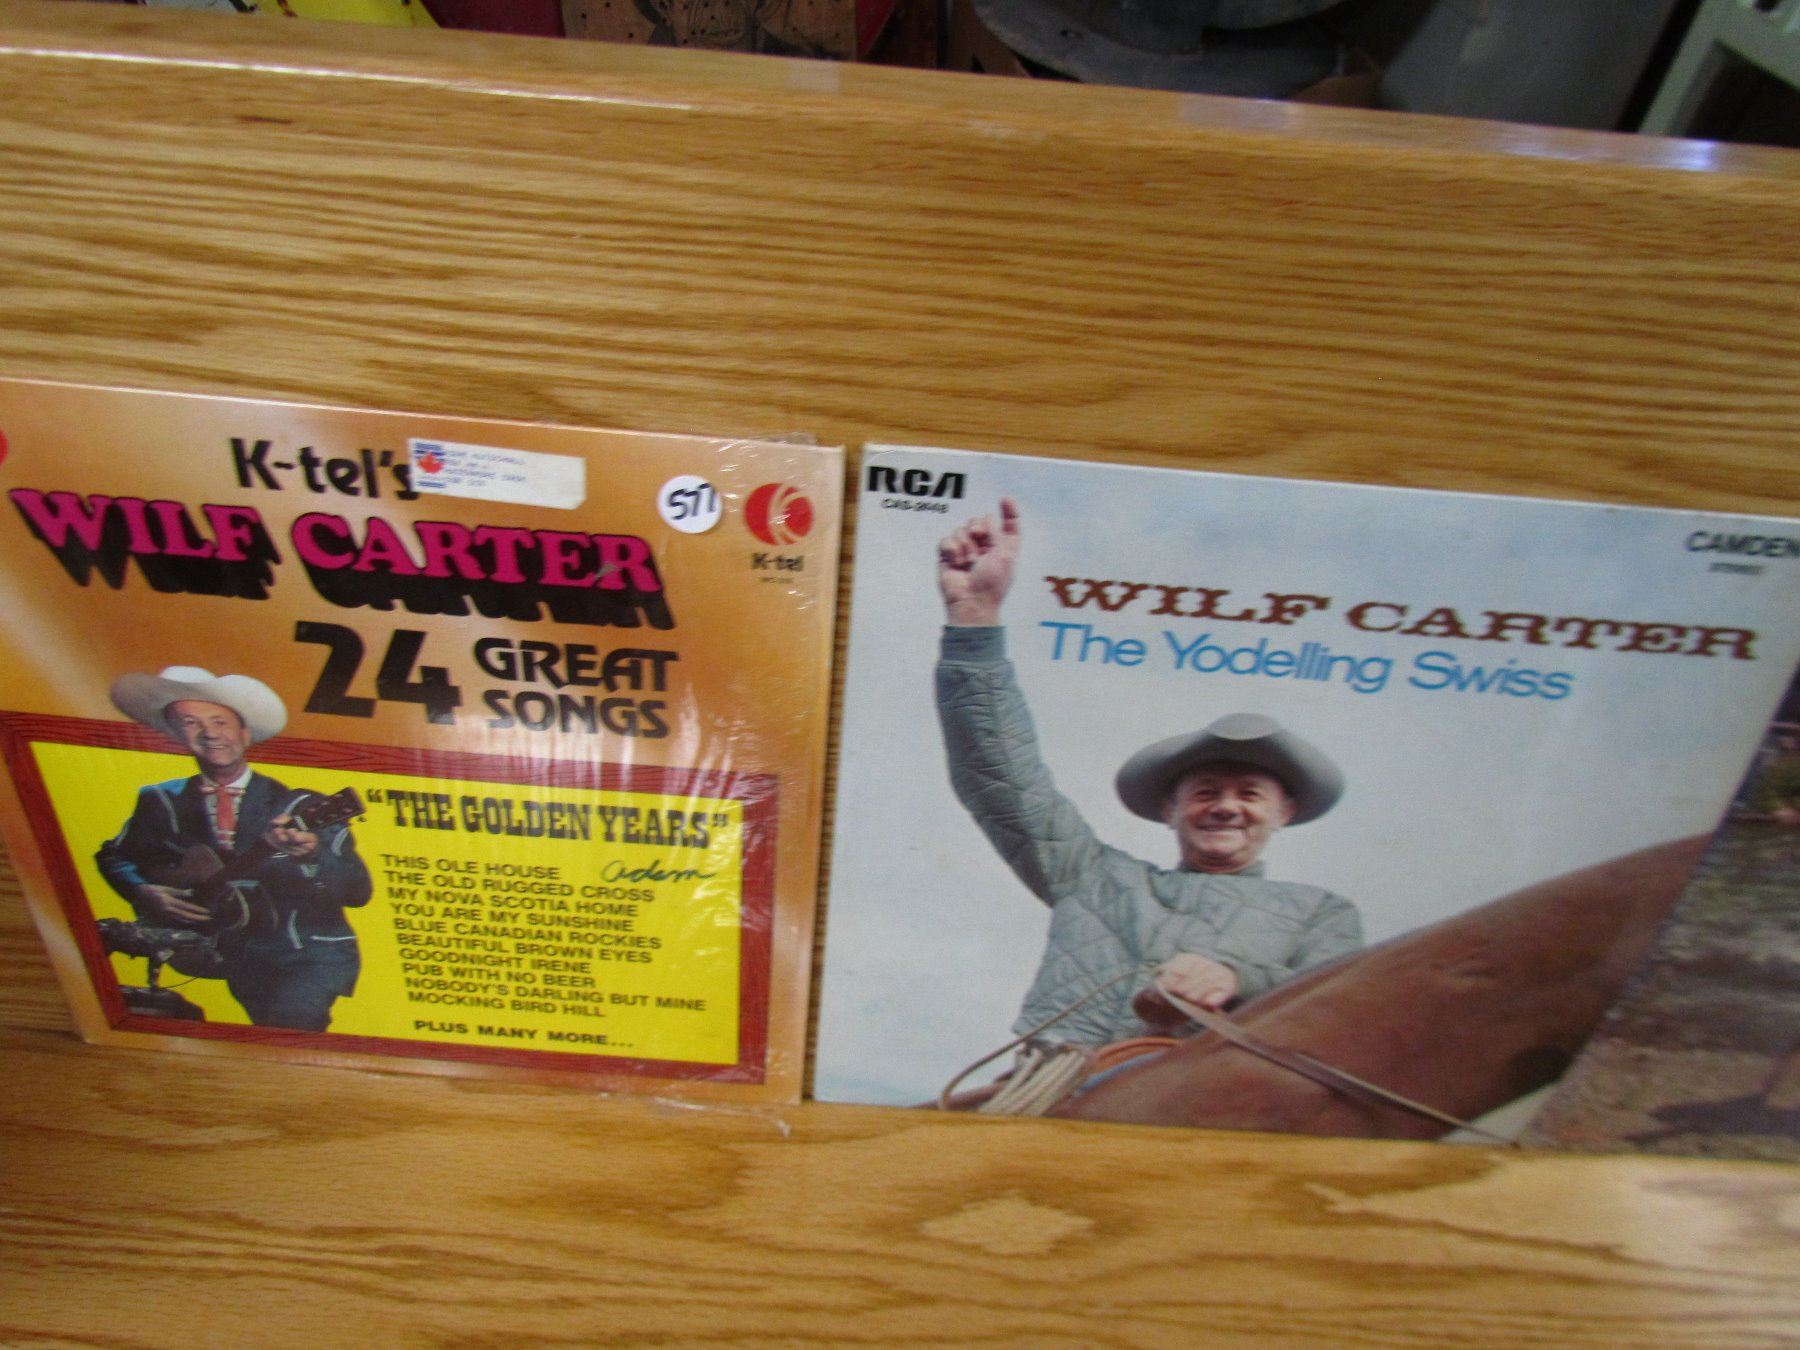 K-tel's
WILF CARTER
24 GREAT
SONGS
577
K-tel
"THE GOLDEN YEARS"
THIS OLE HOUSE
adam
THE OLD RUGGED CROSS
MY NOVA SCOTIA HOME
YOU ARE MY SUNSHINE
BLUE CANADIAN ROCKIES
BEAUTIFUL BROWN EYES
GOODNIGHT IRENE
PUB WITH NO BEER
NOBODY'S DARLING BUT MINE
MOCKING BIRD HILL
PLUS MANY MORE...
RCA
CAMDEN
WILF CARTER
The Yodelling Swiss